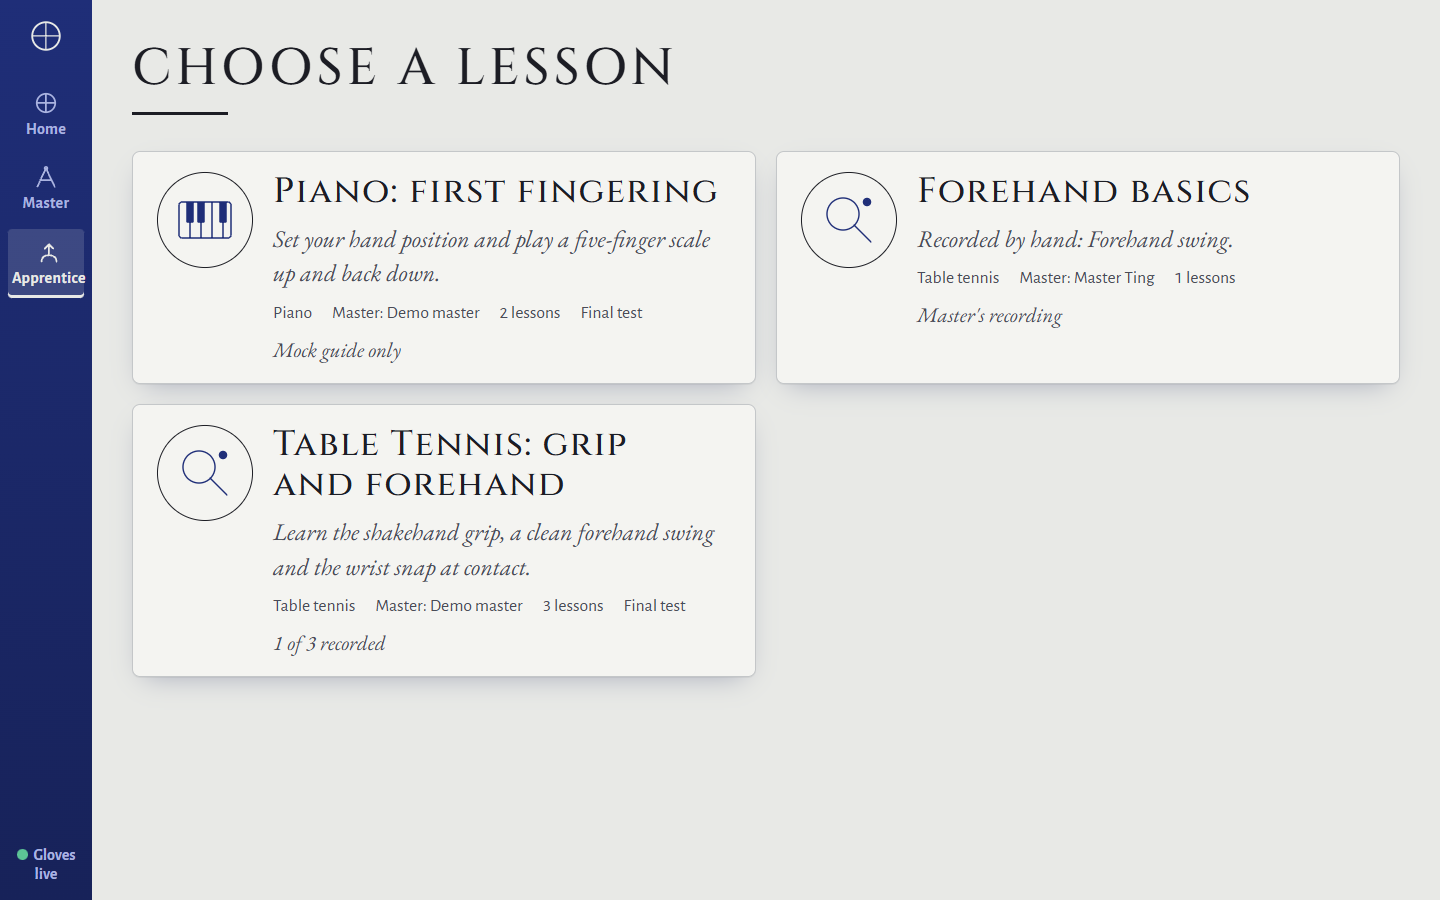 Home
Master
Apprentice
Gloves
live
CHOOSE A LESSON
Piano: first fingering
Set your hand position and play a five-finger scale
up and back down.
Piano Master: Demo master 2 lessons Final test
Mock guide only
Forehand basics
Recorded by hand: Forehand swing.
Table tennis Master: Master Ting 1 lessons
Master's recording
Table Tennis: grip
and forehand
Learn the shakehand grip, a clean forehand swing
and the wrist snap at contact.
Table tennis Master: Demo master 3 lessons Final test
1 of 3 recorded